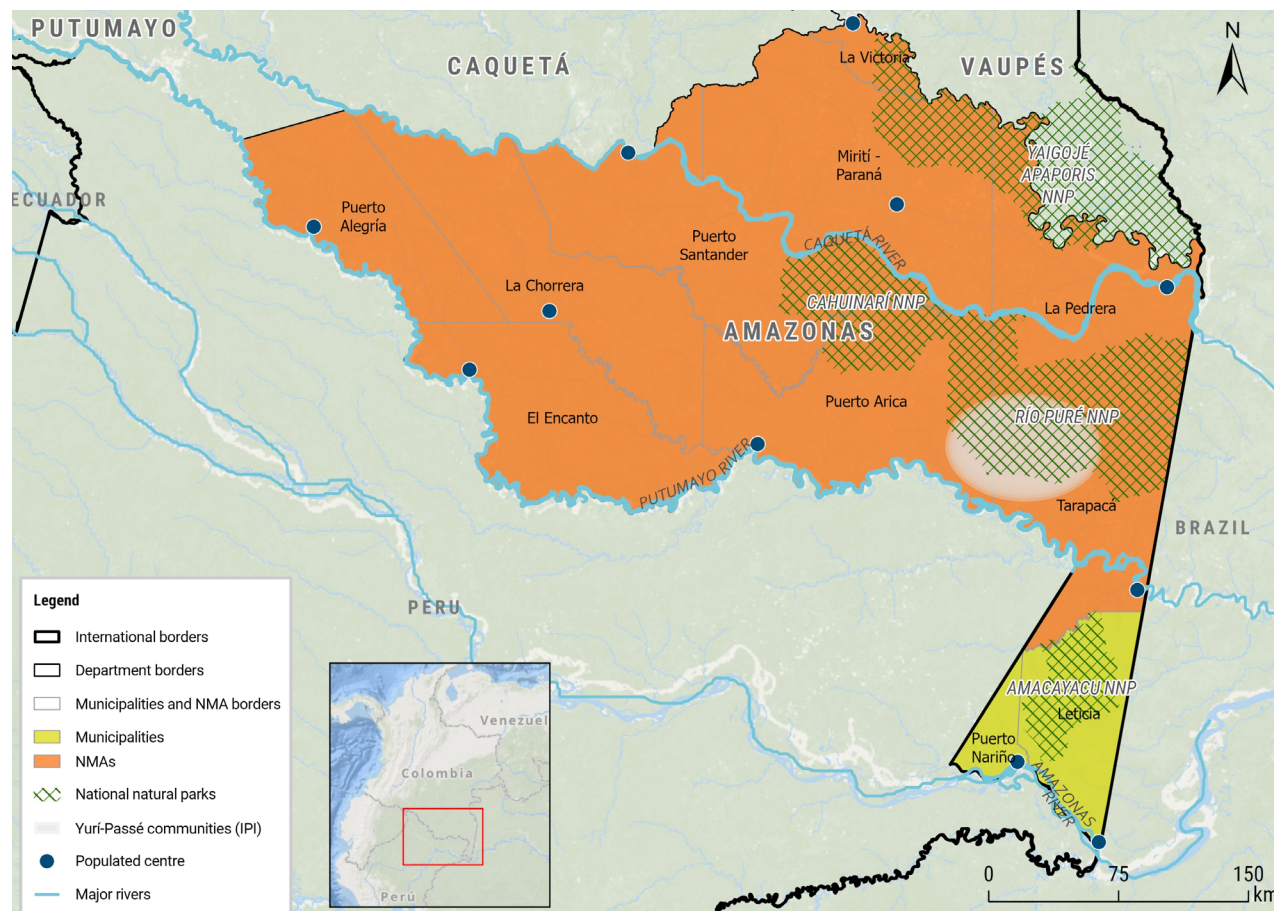 PUTUMAYO
CAQUETÁ
VAUPÉS
N
La Victoria
Mirití -
Paraná
YAIGOJÉ
APAPORIS
NNP
ECUADOR
Puerto
Alegría
Puerto
Santander
CAQUETÁ RIVER
La Chorrera
CAHUINARÍ NNP
La Pedrera
AMAZONAS
Puerto Arica
El Encanto
RÍO PURÉ NNP
PUTUMAYO RIVER
Tarapacá
BRAZIL
PERU
AMACAYACU NNP
Leticia
Puerto
Nariño
AMAZONAS
RIVER
Legend
International borders
Department borders
Municipalities and NMA borders
Municipalities
NMAs
National natural parks
Yurí-Passé communities (IPI)
Populated centre
Major rivers
Venezuel
Colombia
Perú
0 75 150
km